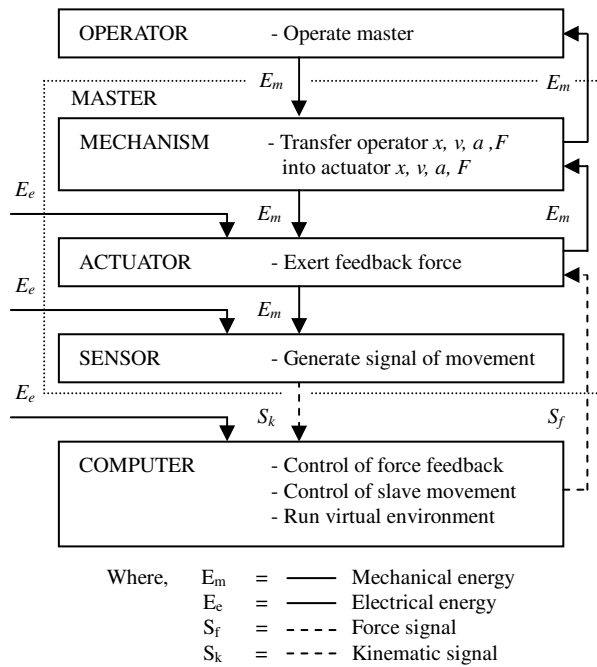 OPERATOR - Operate master
E_m E_m
MASTER
MECHANISM - Transfer operator x, v, a ,F
into actuator x, v, a, F
E_e E_m E_m
ACTUATOR - Exert feedback force
E_e E_m
SENSOR - Generate signal of movement
E_e S_k S_f
COMPUTER - Control of force feedback
- Control of slave movement
- Run virtual environment
Where, E_m = Mechanical energy
E_e = Electrical energy
S_f = Force signal
S_k = Kinematic signal